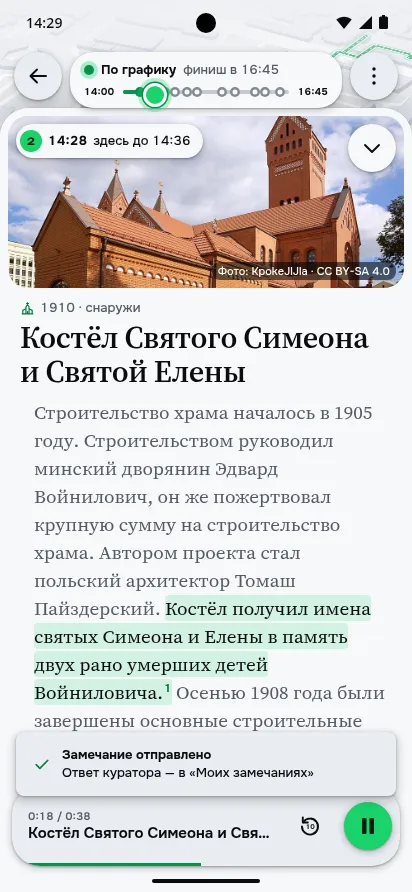 14:29
По графику финиш в 16:45
14:00 16:45
2 14:28 здесь до 14:36
Фото: KpokeJlJla · CC BY-SA 4.0
1910 · снаружи
Костёл Святого Симеона
и Святой Елены
Строительство храма началось в 1905
году. Строительством руководил
минский дворянин Эдвард
Войнилович, он же пожертвовал
крупную сумму на строительство
храма. Автором проекта стал
польский архитектор Томаш
Пайздерский. Костёл получил имена
святых Симеона и Елены в память
двух рано умерших детей
Войниловича.¹ Осенью 1908 года были
завершены основные строительные
Замечание отправлено
Ответ куратора — в «Моих замечаниях»
0:18 / 0:38
Костёл Святого Симеона и Свя...
10